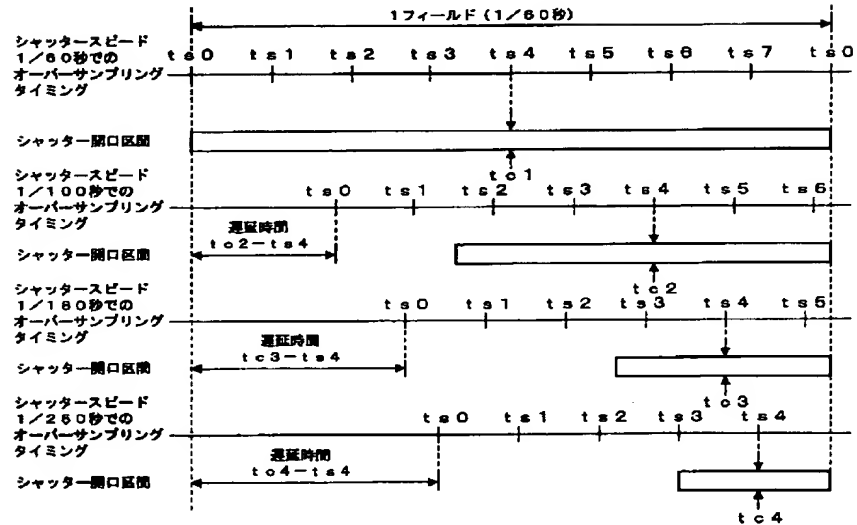 1フィールド（1／60秒）
シャッタースピード
1／60秒での
オーバーサンプリング
タイミング
ts0 ts1 ts2 ts3 ts4 ts5 ts6 ts7 ts0
シャッター開口区間
tc1
シャッタースピード
1／100秒での
オーバーサンプリング
タイミング
ts0 ts1 ts2 ts3 ts4 ts5 ts6
遅延時間
tc2－ts4
シャッター開口区間
tc2
シャッタースピード
1／180秒での
オーバーサンプリング
タイミング
ts0 ts1 ts2 ts3 ts4 ts5
遅延時間
tc3－ts4
シャッター開口区間
tc3
シャッタースピード
1／250秒での
オーバーサンプリング
タイミング
ts0 ts1 ts2 ts3 ts4
遅延時間
tc4－ts4
シャッター開口区間
tc4